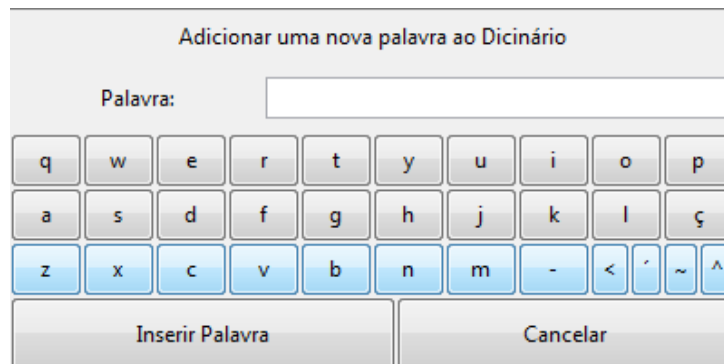 Adicionar uma nova palavra ao Dicinário
Palavra:
q w e r t y u i o p
a s d f g h j k l ç
z x c v b n m - < ´ ~ ^
Inserir Palavra Cancelar